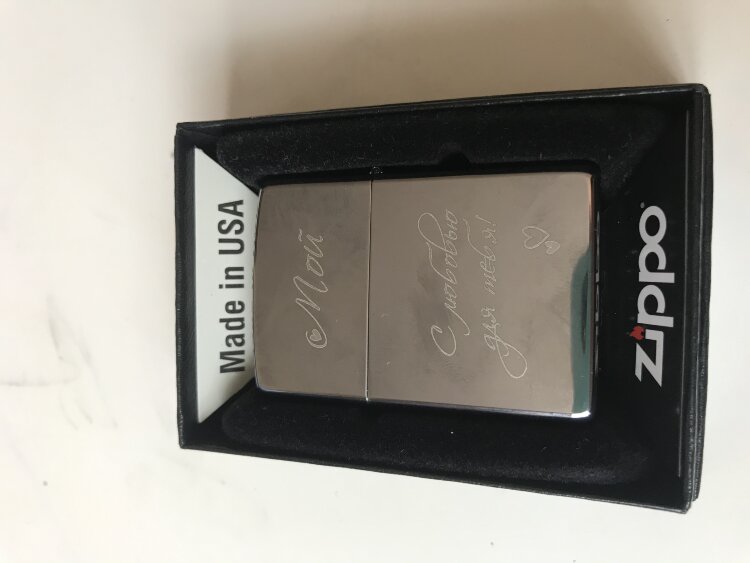 Made in USA
Мой
С любовью
для тебя!
zippo